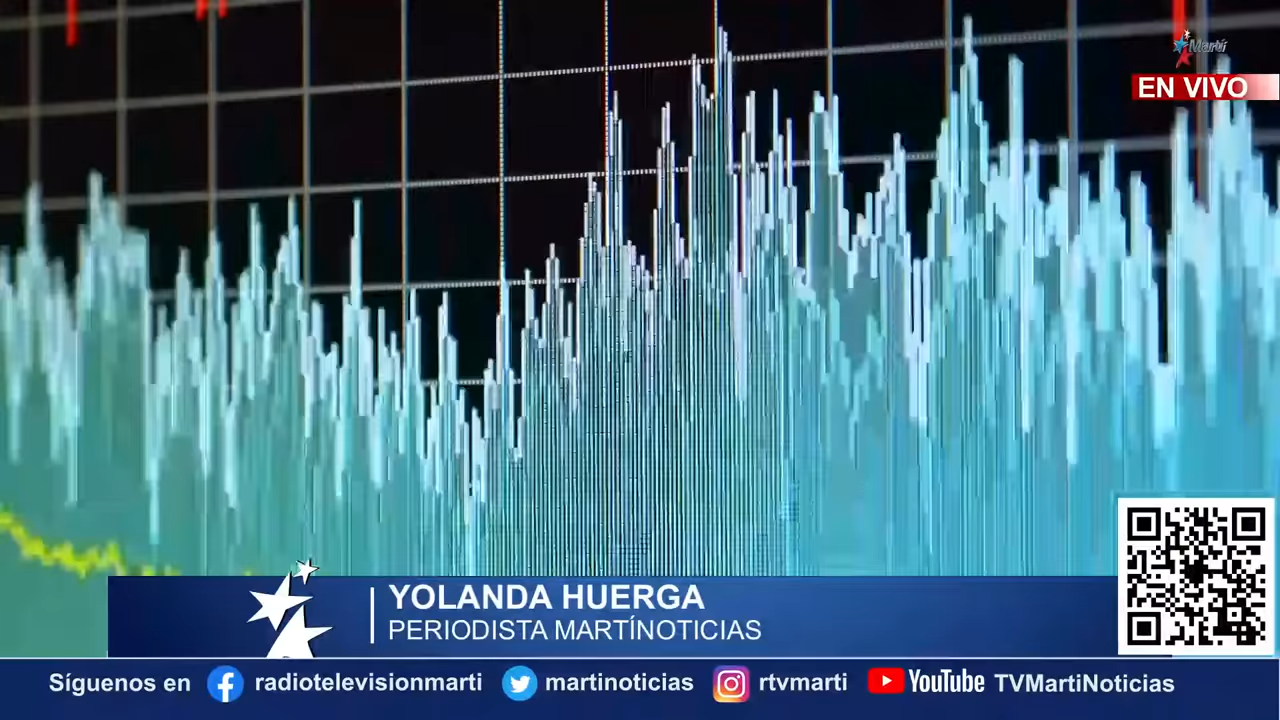 Martí
EN VIVO
YOLANDA HUERGA
PERIODISTA MARTÍNOTICIAS
Síguenos en radiotelevisionmarti martinoticias rtvmarti YouTube TVMartiNoticias